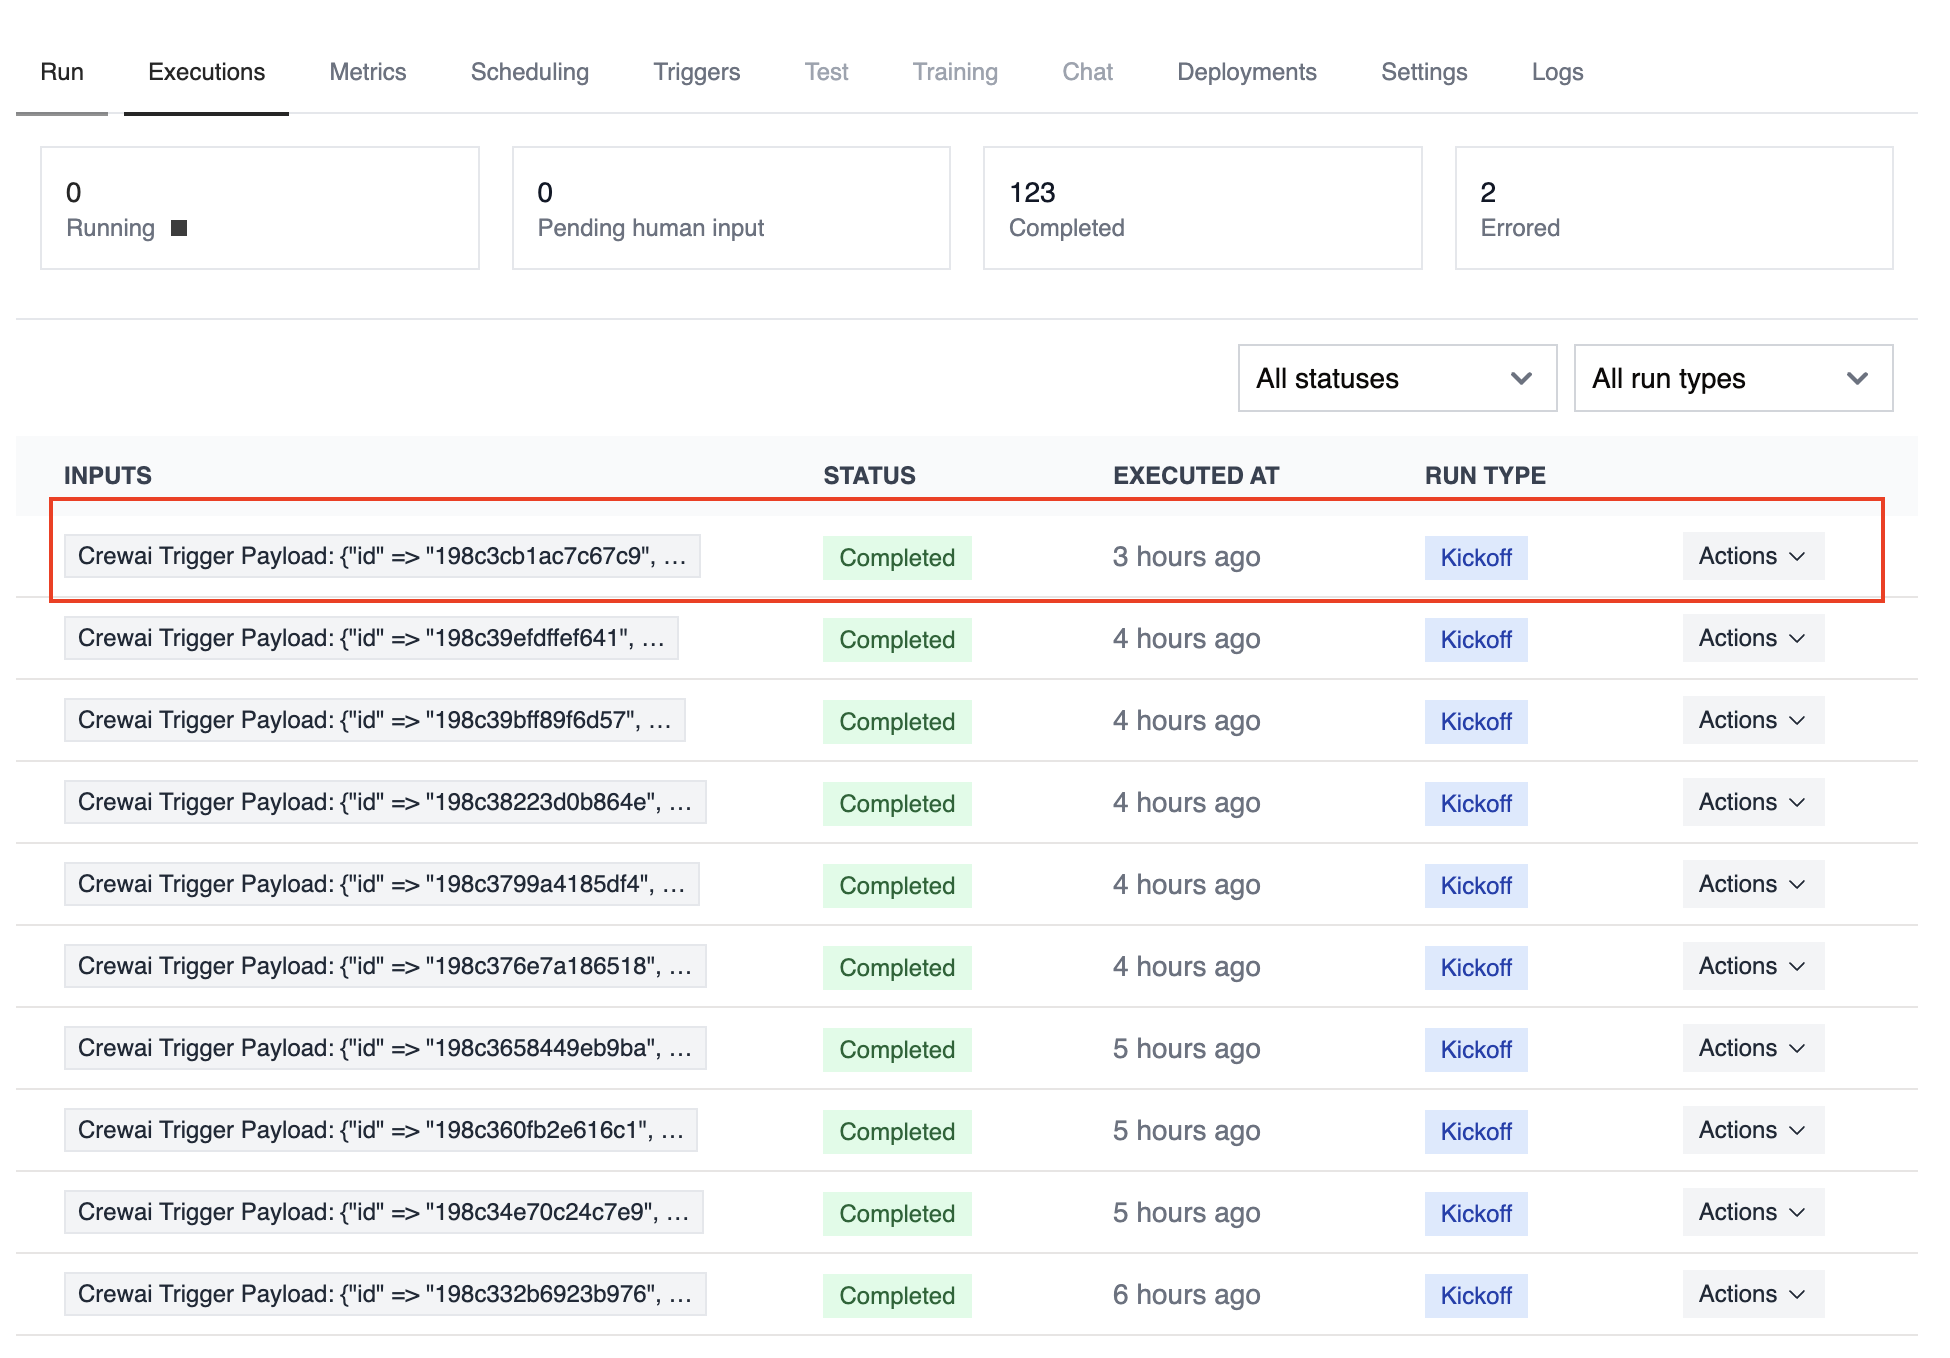 Run Executions Metrics Scheduling Triggers Test Training Chat Deployments Settings Logs
0 0 123 2
Running Pending human input Completed Errored
All statuses All run types
INPUTS STATUS EXECUTED AT RUN TYPE
Crewai Trigger Payload: {"id" => "198c3cb1ac7c67c9", ... Completed 3 hours ago Kickoff Actions
Crewai Trigger Payload: {"id" => "198c39efdffef641", ... Completed 4 hours ago Kickoff Actions
Crewai Trigger Payload: {"id" => "198c39bff89f6d57", ... Completed 4 hours ago Kickoff Actions
Crewai Trigger Payload: {"id" => "198c38223d0b864e", ... Completed 4 hours ago Kickoff Actions
Crewai Trigger Payload: {"id" => "198c3799a4185df4", ... Completed 4 hours ago Kickoff Actions
Crewai Trigger Payload: {"id" => "198c376e7a186518", ... Completed 4 hours ago Kickoff Actions
Crewai Trigger Payload: {"id" => "198c3658449eb9ba", ... Completed 5 hours ago Kickoff Actions
Crewai Trigger Payload: {"id" => "198c360fb2e616c1", ... Completed 5 hours ago Kickoff Actions
Crewai Trigger Payload: {"id" => "198c34e70c24c7e9", ... Completed 5 hours ago Kickoff Actions
Crewai Trigger Payload: {"id" => "198c332b6923b976", ... Completed 6 hours ago Kickoff Actions